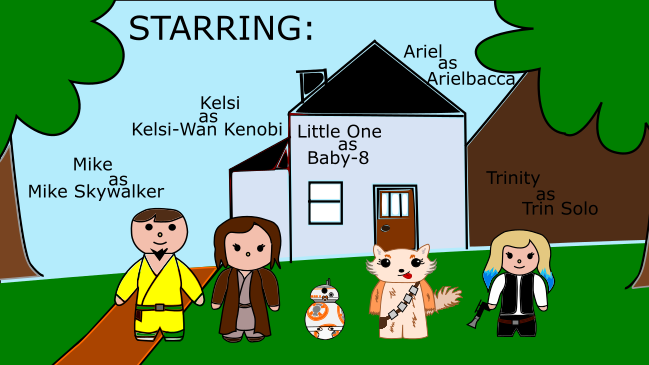 STARRING:
Mike
as
Mike Skywalker
Kelsi
as
Kelsi-Wan Kenobi
Little One
as
Baby-8
Ariel
as
Arielbacca
Trinity
as
Trin Solo